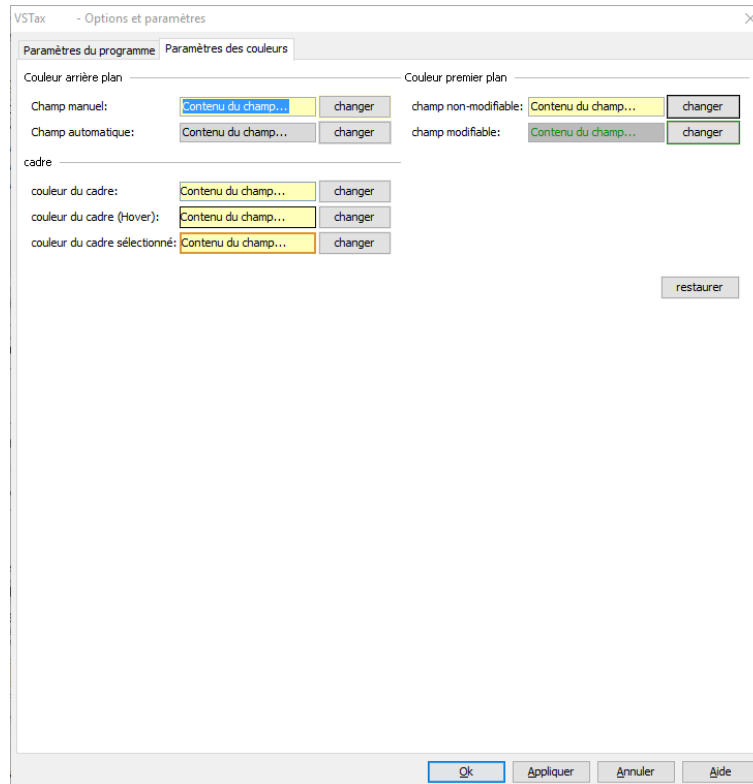 VSTax - Options et paramètres
Paramètres du programme Paramètres des couleurs
Couleur arrière plan Couleur premier plan
Champ manuel: Contenu du champ... changer champ non-modifiable: Contenu du champ... changer
Champ automatique: Contenu du champ... changer champ modifiable: Contenu du champ... changer
cadre
couleur du cadre: Contenu du champ... changer
couleur du cadre (Hover): Contenu du champ... changer
couleur du cadre sélectionné: Contenu du champ... changer
restaurer
Ok Appliquer Annuler Aide